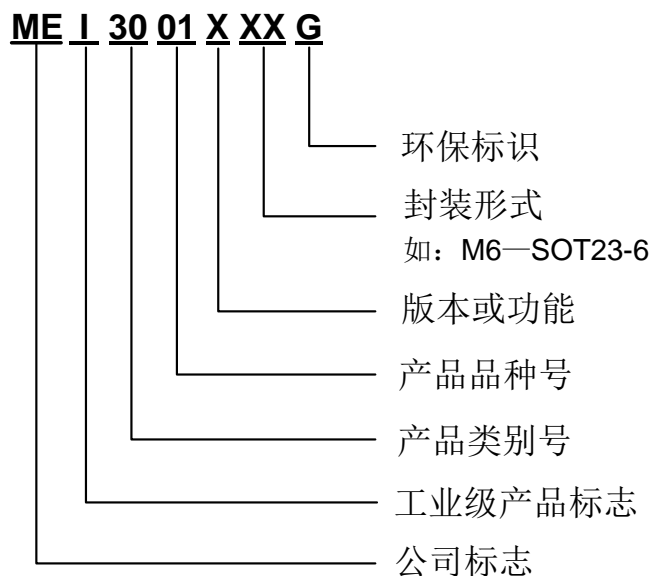 ME I 30 01 X XX G
环保标识
封装形式
如：M6—SOT23-6
版本或功能
产品品种号
产品类别号
工业级产品标志
公司标志